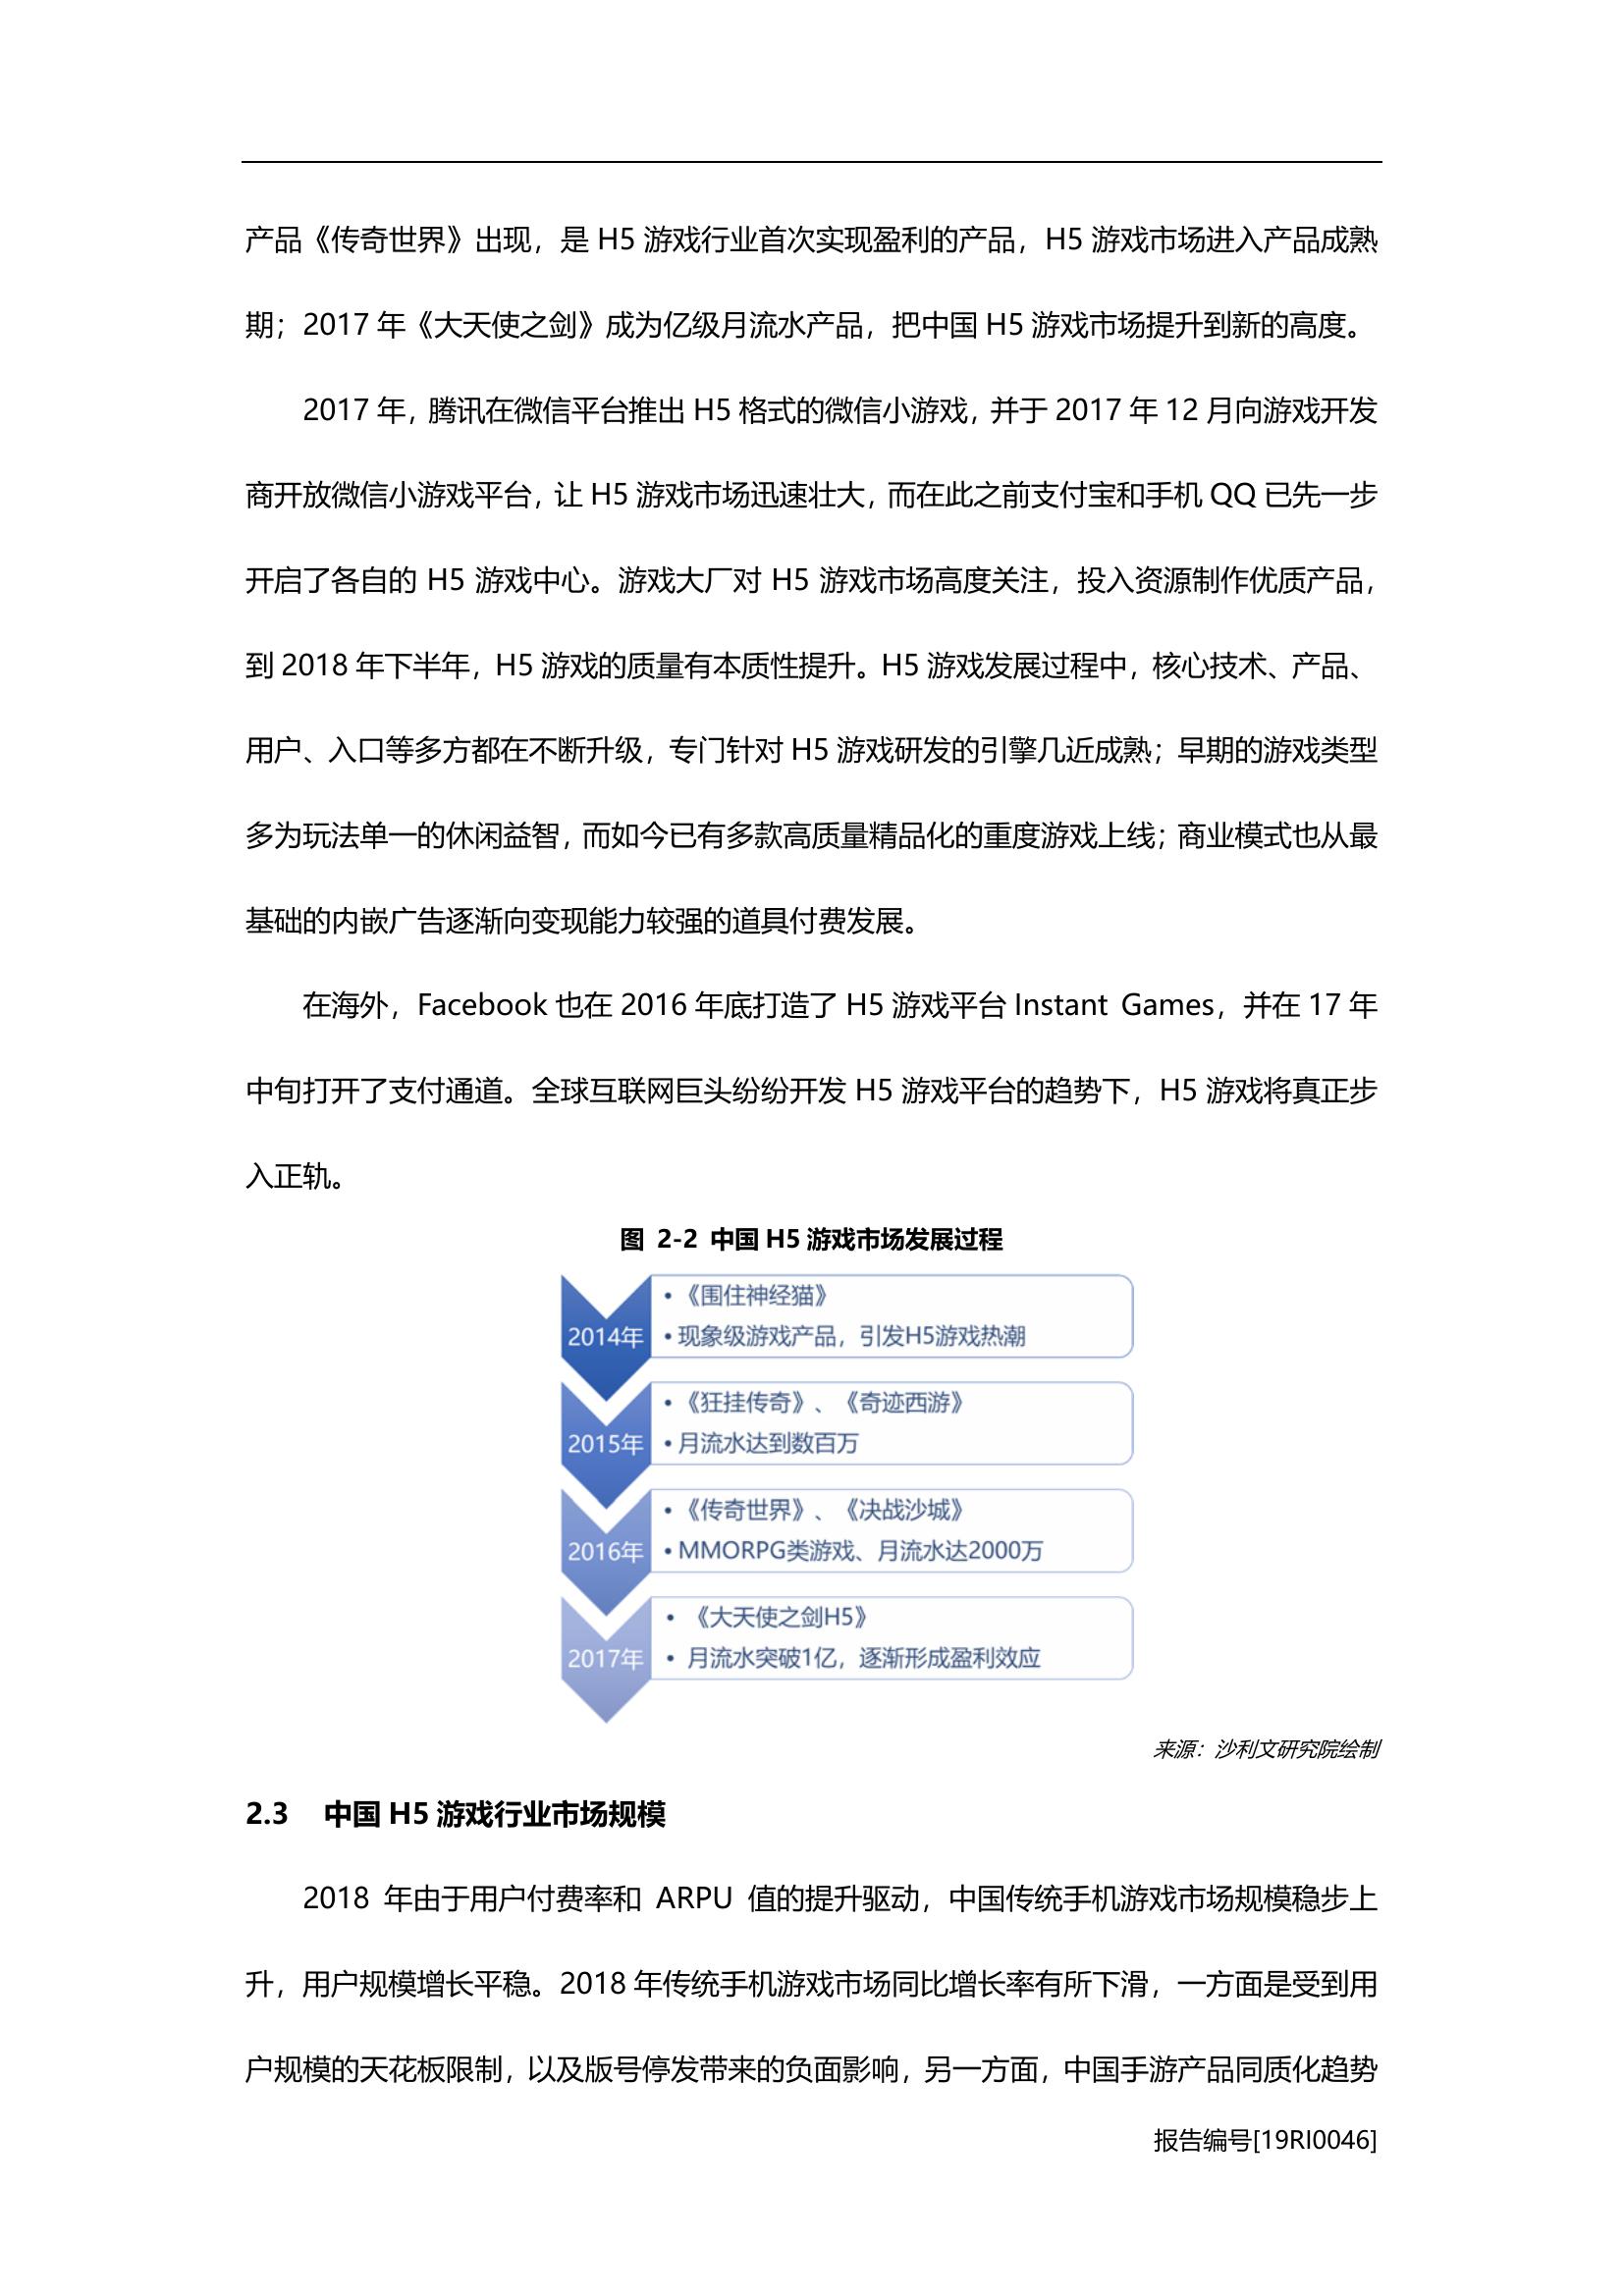 产品《传奇世界》出现，是 H5 游戏行业首次实现盈利的产品，H5 游戏市场进入产品成熟
期；2017 年《大天使之剑》成为亿级月流水产品，把中国 H5 游戏市场提升到新的高度。
2017 年，腾讯在微信平台推出 H5 格式的微信小游戏，并于 2017 年 12 月向游戏开发
商开放微信小游戏平台，让 H5 游戏市场迅速壮大，而在此之前支付宝和手机 QQ 已先一步
开启了各自的 H5 游戏中心。游戏大厂对 H5 游戏市场高度关注，投入资源制作优质产品，
到 2018 年下半年，H5 游戏的质量有本质性提升。H5 游戏发展过程中，核心技术、产品、
用户、入口等多方都在不断升级，专门针对 H5 游戏研发的引擎几近成熟；早期的游戏类型
多为玩法单一的休闲益智，而如今已有多款高质量精品化的重度游戏上线；商业模式也从最
基础的内嵌广告逐渐向变现能力较强的道具付费发展。
在海外，Facebook 也在 2016 年底打造了 H5 游戏平台 Instant Games，并在 17 年
中旬打开了支付通道。全球互联网巨头纷纷开发 H5 游戏平台的趋势下，H5 游戏将真正步
入正轨。
图 2-2 中国 H5 游戏市场发展过程
2014年
• 《围住神经猫》
• 现象级游戏产品，引发H5游戏热潮
2015年
• 《狂挂传奇》、《奇迹西游》
• 月流水达到数百万
2016年
• 《传奇世界》、《决战沙城》
• MMORPG类游戏、月流水达2000万
2017年
• 《大天使之剑H5》
• 月流水突破1亿，逐渐形成盈利效应
来源：沙利文研究院绘制
2.3 中国 H5 游戏行业市场规模
2018 年由于用户付费率和 ARPU 值的提升驱动，中国传统手机游戏市场规模稳步上
升，用户规模增长平稳。2018 年传统手机游戏市场同比增长率有所下滑，一方面是受到用
户规模的天花板限制，以及版号停发带来的负面影响，另一方面，中国手游产品同质化趋势
报告编号[19RI0046]